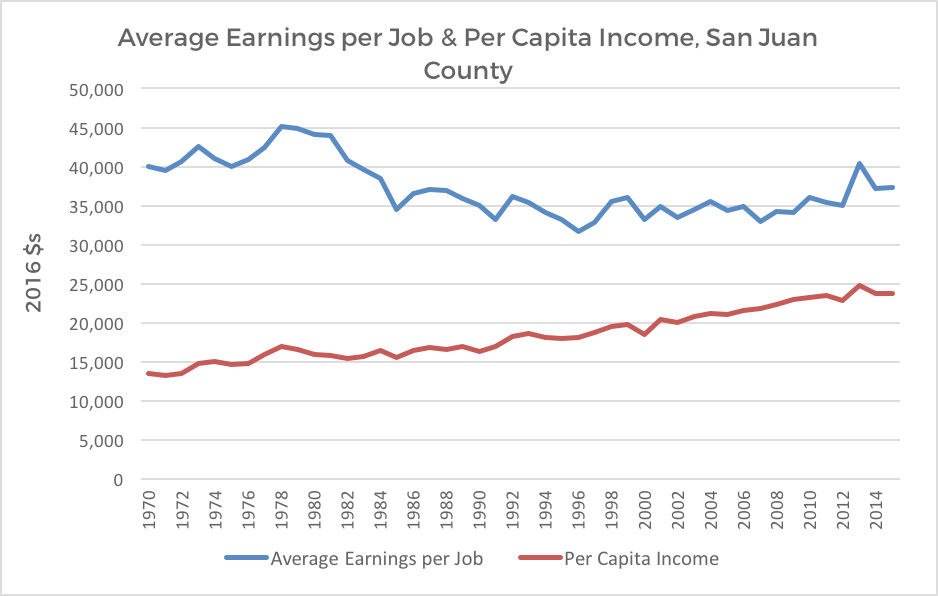 Average Earnings per Job & Per Capita Income, San Juan
County
50,000
45,000
40,000
35,000
30,000
25,000
20,000
15,000
10,000
5,000
0
2016 $s
1970 1972 1974 1976 1978 1980 1982 1984 1986 1988 1990 1992 1994 1996 1998 2000 2002 2004 2006 2008 2010 2012 2014
Average Earnings per Job Per Capita Income